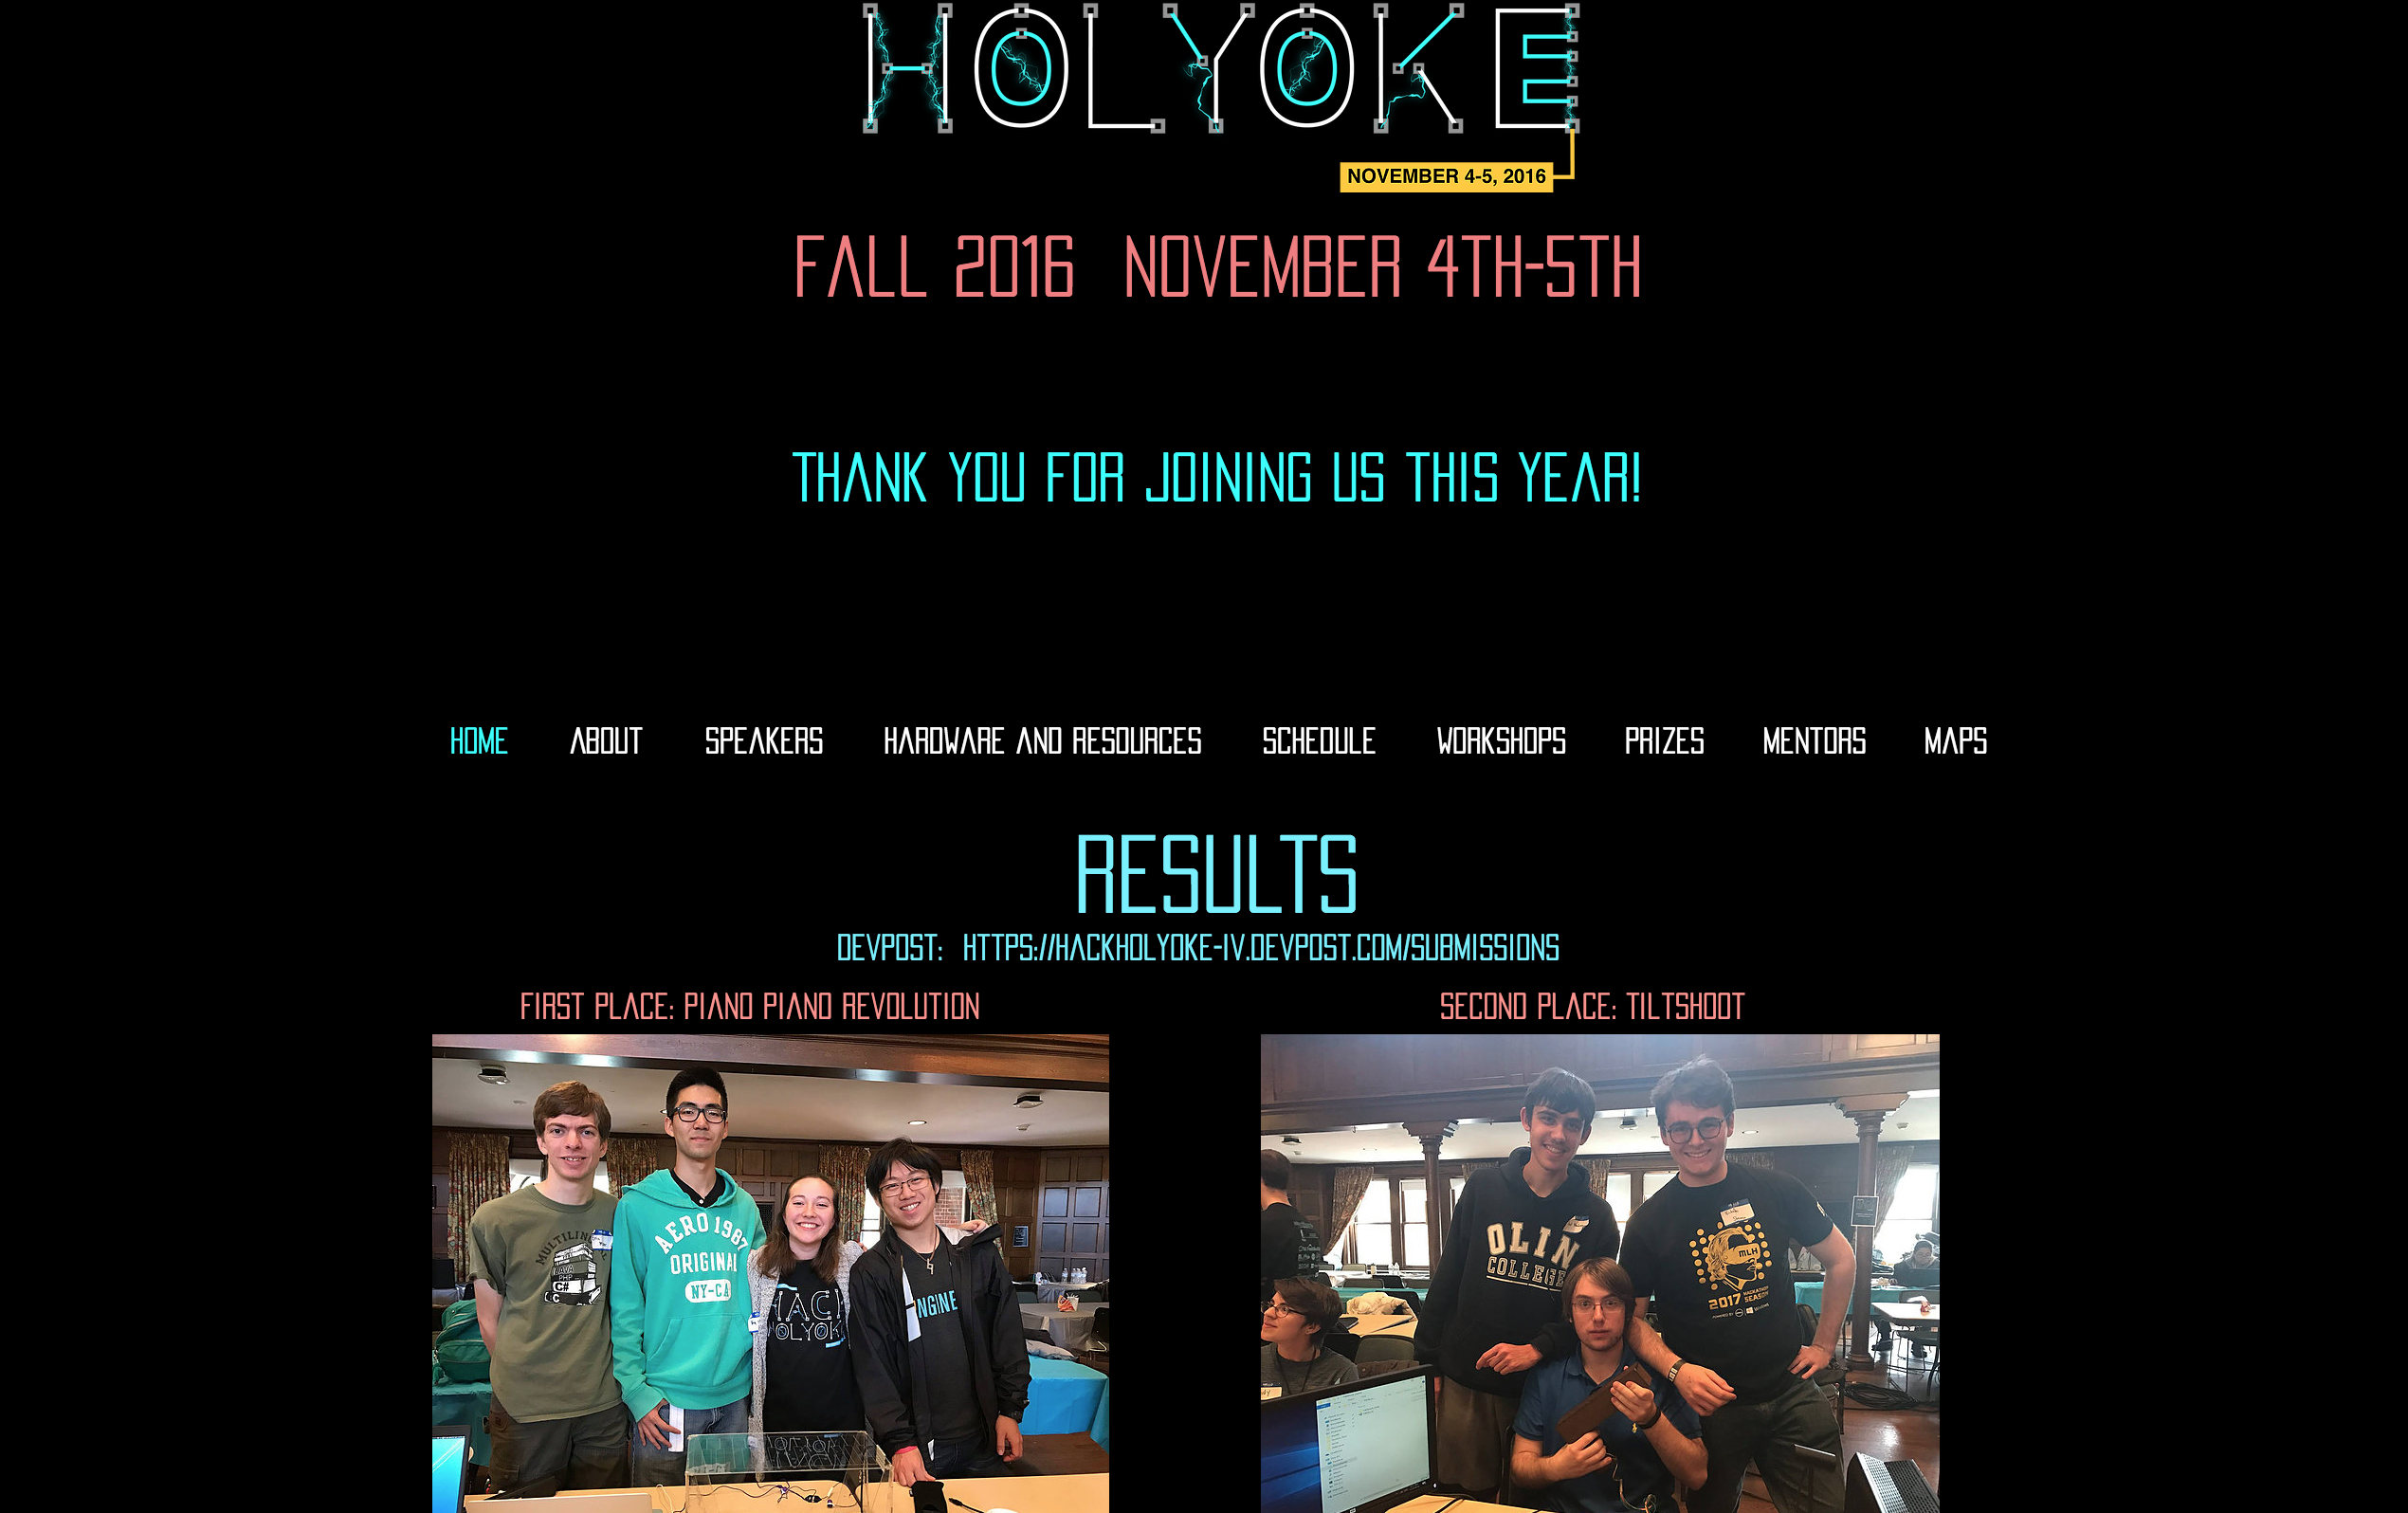 HOLYOKE
NOVEMBER 4-5, 2016
FALL 2016 NOVEMBER 4TH-5TH
THANK YOU FOR JOINING US THIS YEAR!
HOME ABOUT SPEAKERS HARDWARE AND RESOURCES SCHEDULE WORKSHOPS PRIZES MENTORS MAPS
RESULTS
DEVPOST: HTTPS://HACKHOLYOKE-IV.DEVPOST.COM/SUBMISSIONS
FIRST PLACE: PIANO PIANO REVOLUTION
SECOND PLACE: TILTSHOOT
JAVA
PHP
C#
AERO 1987
ORIGINAL
NY-CA
HOLYOK
NGINE
OLIN
COLLEGE
MLH
2017 HACKATHON
SEASON